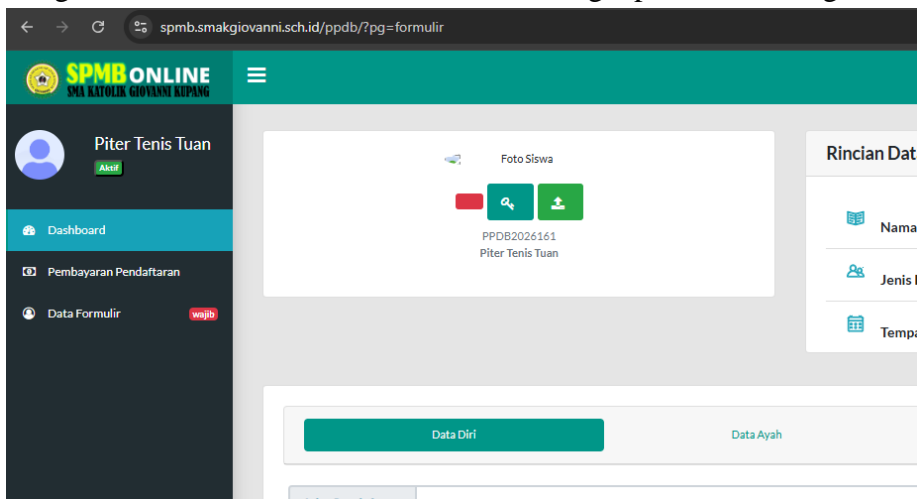 spmb.smakgiovanni.sch.id/ppdb/?pg=formulir
SPMB ONLINE
SMA KATOLIK GIOVANNI KUPANG
Piter Tenis Tuan
Aktif
Dashboard
Pembayaran Pendaftaran
Data Formulir wajib
Foto Siswa
PPDB2026161
Piter Tenis Tuan
Rincian Dat
Nama
Jenis
Tempa
Data Diri
Data Ayah